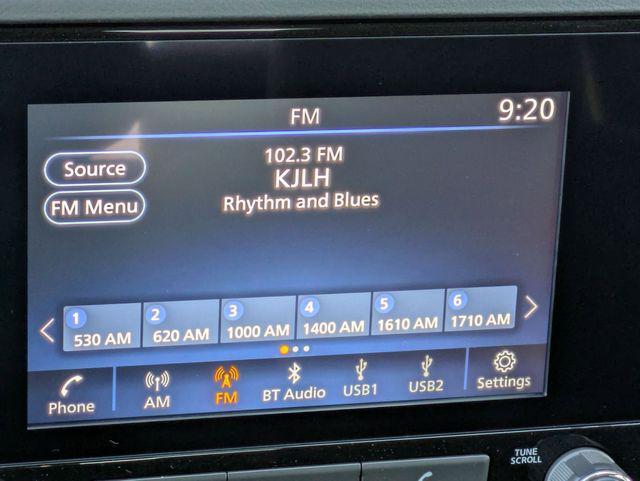 FM
9:20
Source
102.3 FM
KJLH
FM Menu
Rhythm and Blues
1
530 AM
2
620 AM
3
1000 AM
4
1400 AM
5
1610 AM
6
1710 AM
Phone
AM
FM
BT Audio
USB1
USB2
Settings
TUNE
SCROLL